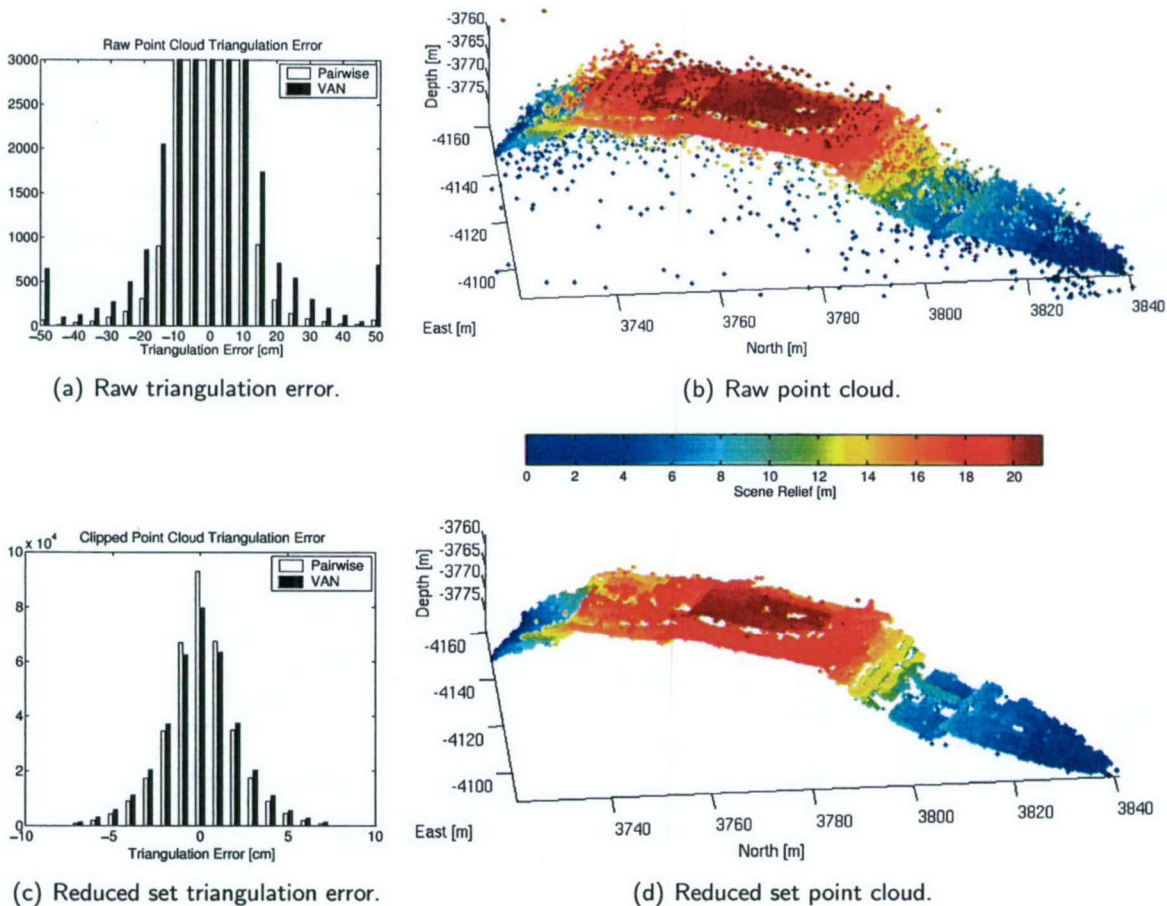 Raw Point Cloud Triangulation Error
3000
2500
2000
1500
1000
500
0
Pairwise
VAN
-50 -40 -30 -20 -10 0 10 20 30 40 50
Triangulation Error [cm]
(a) Raw triangulation error.
-3760
-3765
-3770
-3775
Depth [m]
-4160
-4140
-4120
-4100
East [m]
3740 3760 3780 3800 3820 3840
North [m]
(b) Raw point cloud.
0 2 4 6 8 10 12 14 16 18 20
Scene Relief [m]
Clipped Point Cloud Triangulation Error
x 10^4
10
8
6
4
2
0
Pairwise
VAN
-10 -5 0 5 10
Triangulation Error [cm]
(c) Reduced set triangulation error.
-3760
-3765
-3770
-3775
Depth [m]
-4160
-4140
-4120
-4100
East [m]
3740 3760 3780 3800 3820 3840
North [m]
(d) Reduced set point cloud.